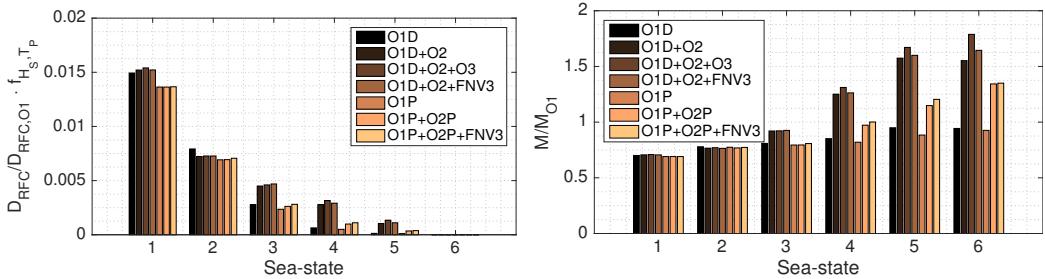 D_RFC/D_RFC,O1 · f_H_S,T_P
0.02
0.015
0.01
0.005
0
1 2 3 4 5 6
Sea-state
O1D
O1D+O2
O1D+O2+O3
O1D+O2+FNV3
O1P
O1P+O2P
O1P+O2P+FNV3
M/M_O1
2
1.5
1
0.5
0
1 2 3 4 5 6
Sea-state
O1D
O1D+O2
O1D+O2+O3
O1D+O2+FNV3
O1P
O1P+O2P
O1P+O2P+FNV3